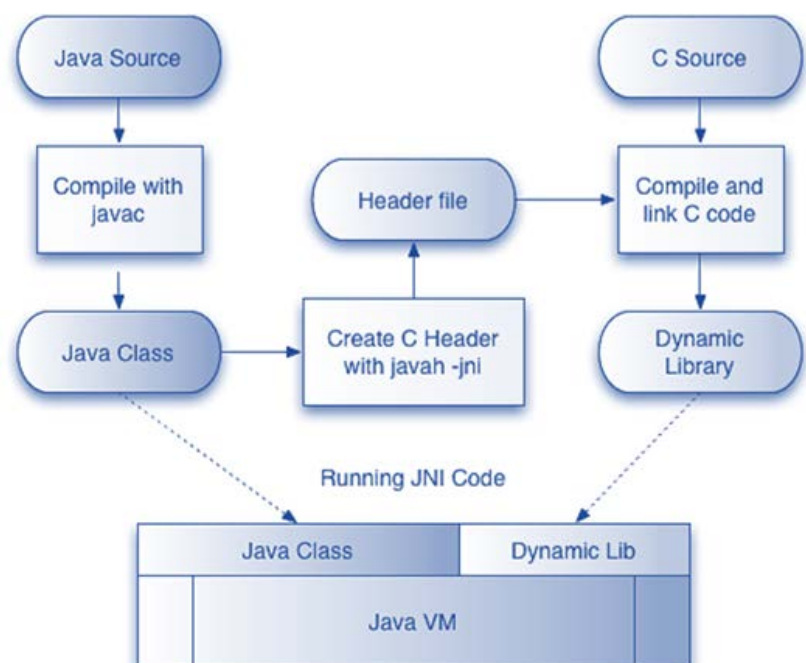 Java Source
C Source
Compile with
javac
Header file
Compile and
link C code
Java Class
Create C Header
with javah -jni
Dynamic
Library
Running JNI Code
Java Class
Dynamic Lib
Java VM